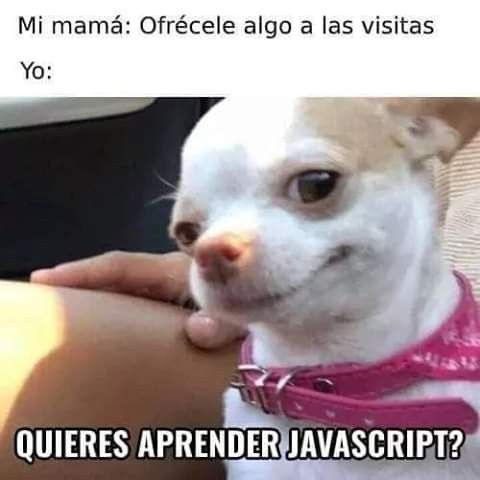 Mi mamá: Ofrécele algo a las visitas
Yo:
QUIERES APRENDER JAVASCRIPT?